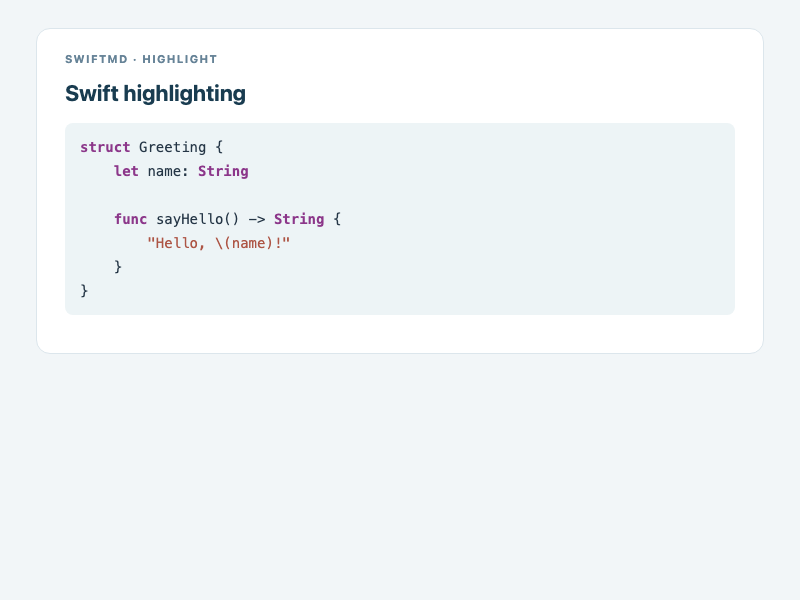 SWIFTMD · HIGHLIGHT
Swift highlighting
struct Greeting {
    let name: String

    func sayHello() -> String {
        "Hello, \(name)!"
    }
}